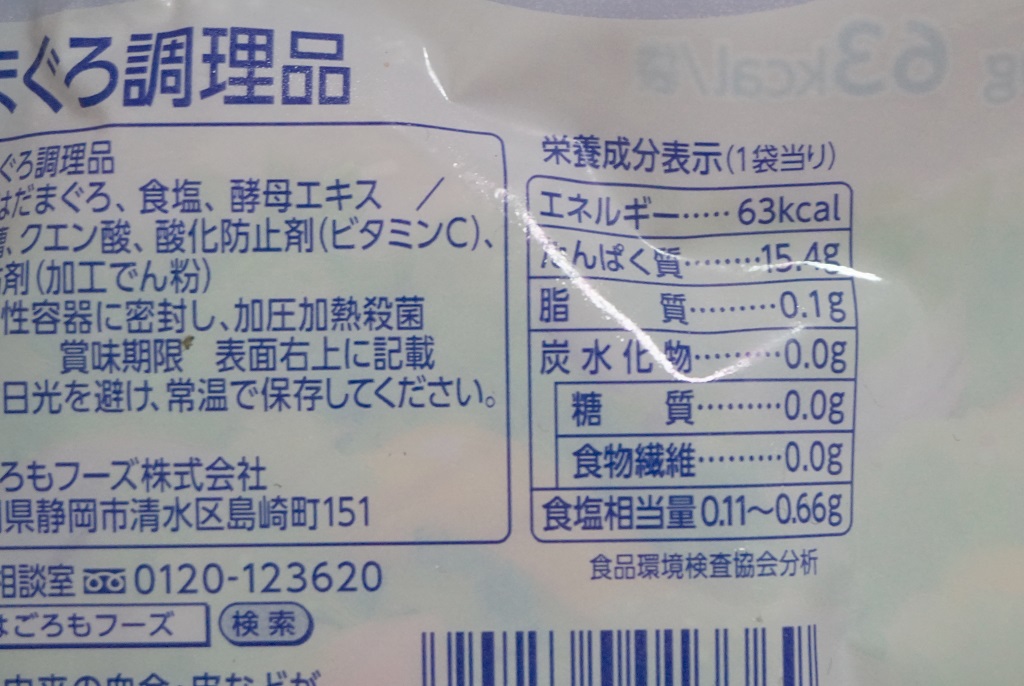 まぐろ調理品
ぐろ調理品
はだまぐろ、食塩、酵母エキス ／
、クエン酸、酸化防止剤(ビタミンC)、
剤(加工でん粉)
性容器に密封し、加圧加熱殺菌
賞味期限 表面右上に記載
日光を避け、常温で保存してください。
ろもフーズ株式会社
県静岡市清水区島崎町151
相談室 0120-123620
はごろもフーズ 検索
g 63kcal/袋
栄養成分表示(1袋当り)
エネルギー…… 63kcal
たんぱく質………15.4g
脂 質………0.1g
炭水化物………0.0g
糖 質………0.0g
食物繊維………0.0g
食塩相当量 0.11～0.66g
食品環境検査協会分析